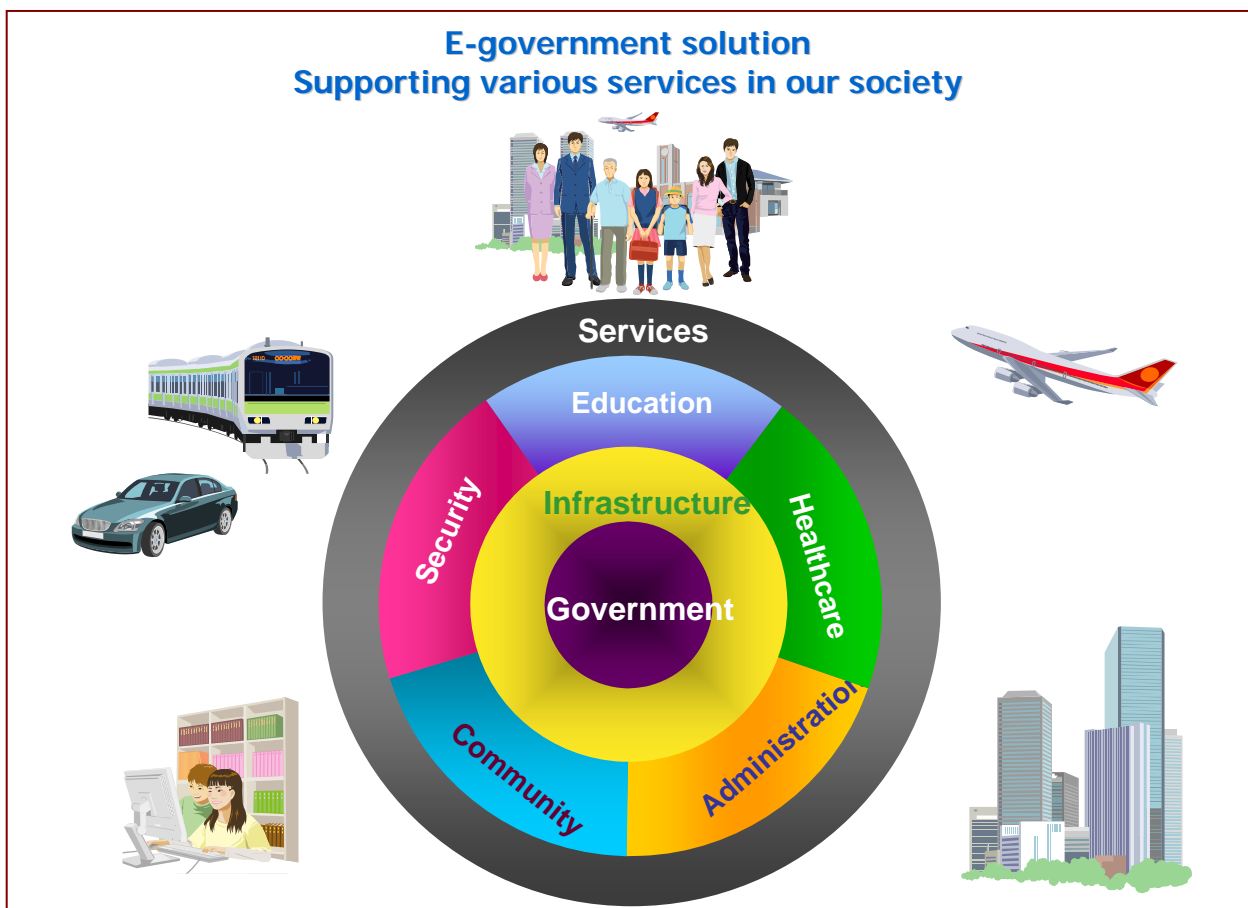 E-government solution
Supporting various services in our society
Services
Education
Security
Infrastructure
Healthcare
Government
Community
Administration